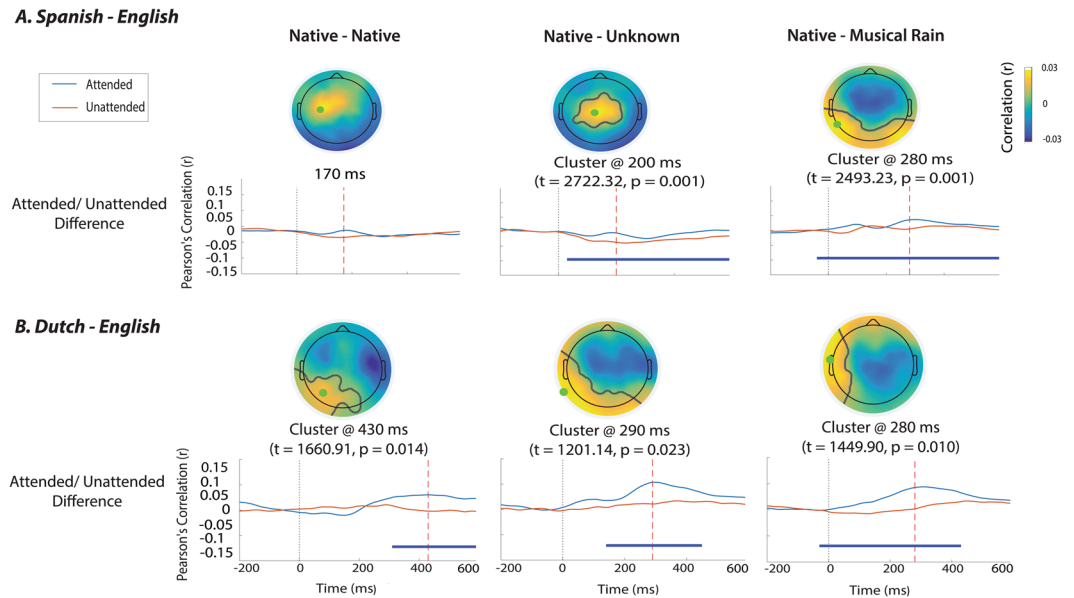 A. Spanish - English
Native - Native
Native - Unknown
Native - Musical Rain
Attended
Unattended
Correlation (r)
0.03
0
-0.03
170 ms
Cluster @ 200 ms
(t = 2722.32, p = 0.001)
Cluster @ 280 ms
(t = 2493.23, p = 0.001)
Attended/ Unattended
Difference
Pearson's Correlation (r)
0.15
0.1
0.05
0
-0.05
-0.1
-0.15
B. Dutch - English
Cluster @ 430 ms
(t = 1660.91, p = 0.014)
Cluster @ 290 ms
(t = 1201.14, p = 0.023)
Cluster @ 280 ms
(t = 1449.90, p = 0.010)
Attended/ Unattended
Difference
Pearson's Correlation (r)
0.15
0.1
0.05
0
-0.05
-0.1
-0.15
-200 0 200 400 600
-200 0 200 400 600
-200 0 200 400 600
Time (ms)
Time (ms)
Time (ms)